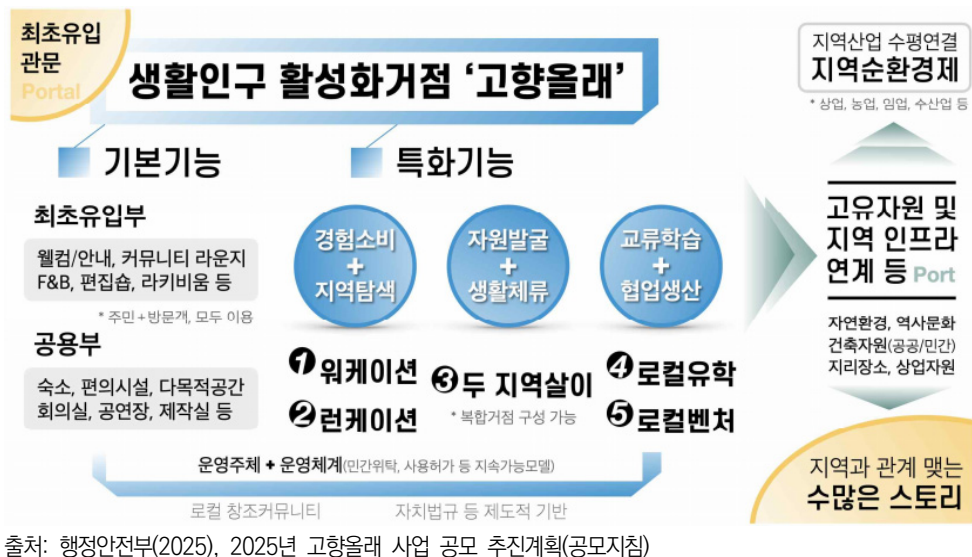 최초유입
관문
Portal
생활인구 활성화거점 ‘고향올래’
기본기능
최초유입부
웰컴/안내, 커뮤니티 라운지
F&B, 편집숍, 라키비움 등
* 주민+방문객, 모두 이용
공용부
숙소, 편의시설, 다목적공간
회의실, 공연장, 제작실 등
특화기능
경험소비
+
지역탐색
자원발굴
+
생활체류
교류학습
+
협업생산
❶워케이션
❷런케이션
❸두 지역살이
* 복합거점 구성 가능
❹로컬유학
❺로컬벤처
운영주체 + 운영체계(민간위탁, 사용허가 등 지속가능모델)
로컬 창조커뮤니티
자치법규 등 제도적 기반
지역산업 수평연결
지역순환경제
* 상업, 농업, 임업, 수산업 등
고유자원 및
지역 인프라
연계 등 Port
자연환경, 역사문화
건축자원(공공/민간)
지리장소, 상업자원
지역과 관계 맺는
수많은 스토리
출처: 행정안전부(2025), 2025년 고향올래 사업 공모 추진계획(공모지침)